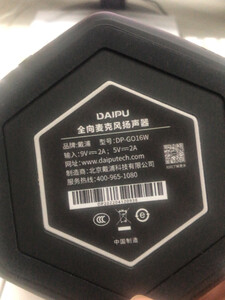 DAIPU
全向麦克风扬声器
品牌:戴浦 型号:DP-GO16W
输入:9V⎓2A; 5V⎓2A
网址:www.daiputech.com
制造商:北京戴浦科技有限公司
服务热线:400-965-1080
中国制造